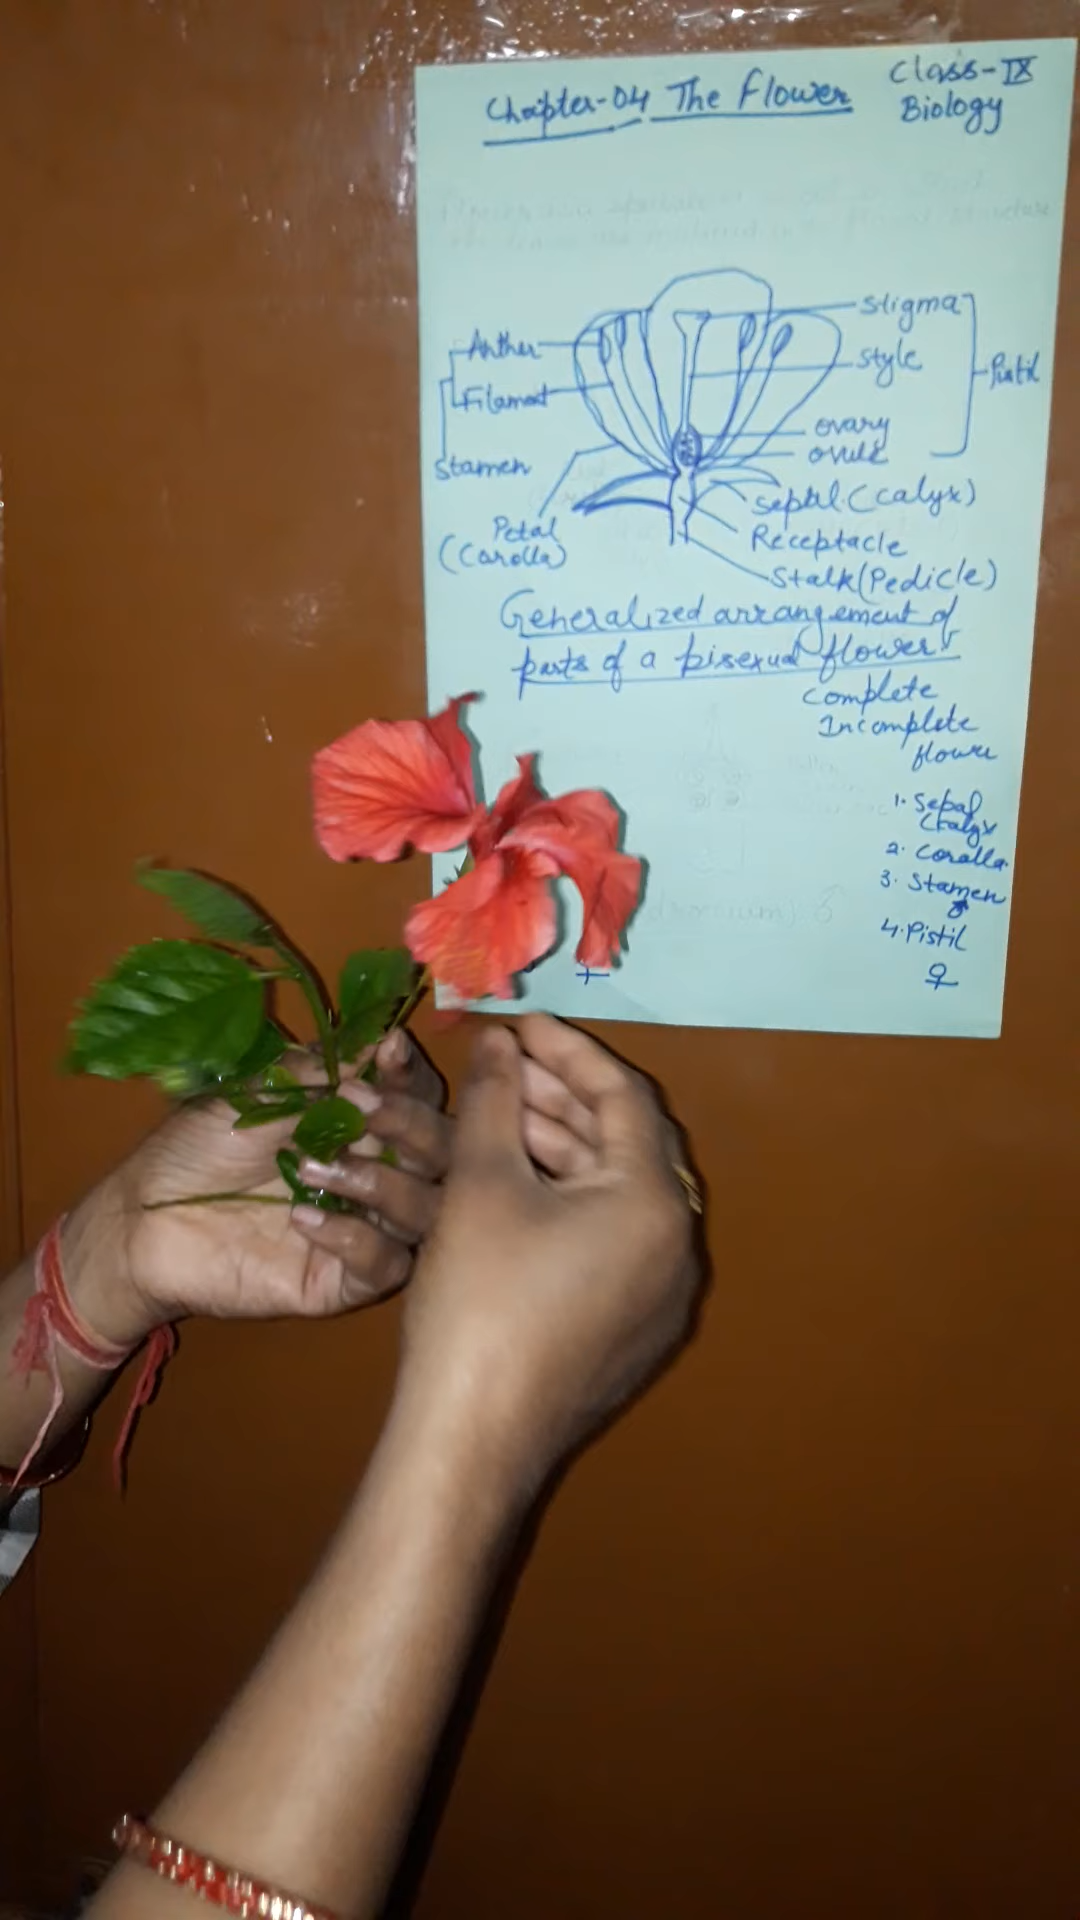 Chapter-04 The Flower
Class-IX
Biology
Anther
Filament
Stamen
Petal
(Carolla)
Stigma
Style
Pistil
ovary
ovule
Sepal (Calyx)
Receptacle
Stalk (Pedicle)
Generalized arrangement of
parts of a bisexual flower
Complete
Incomplete
flower
1. Sepal
Calyx
2. Corolla
3. Stamen
♂
4. Pistil
♀